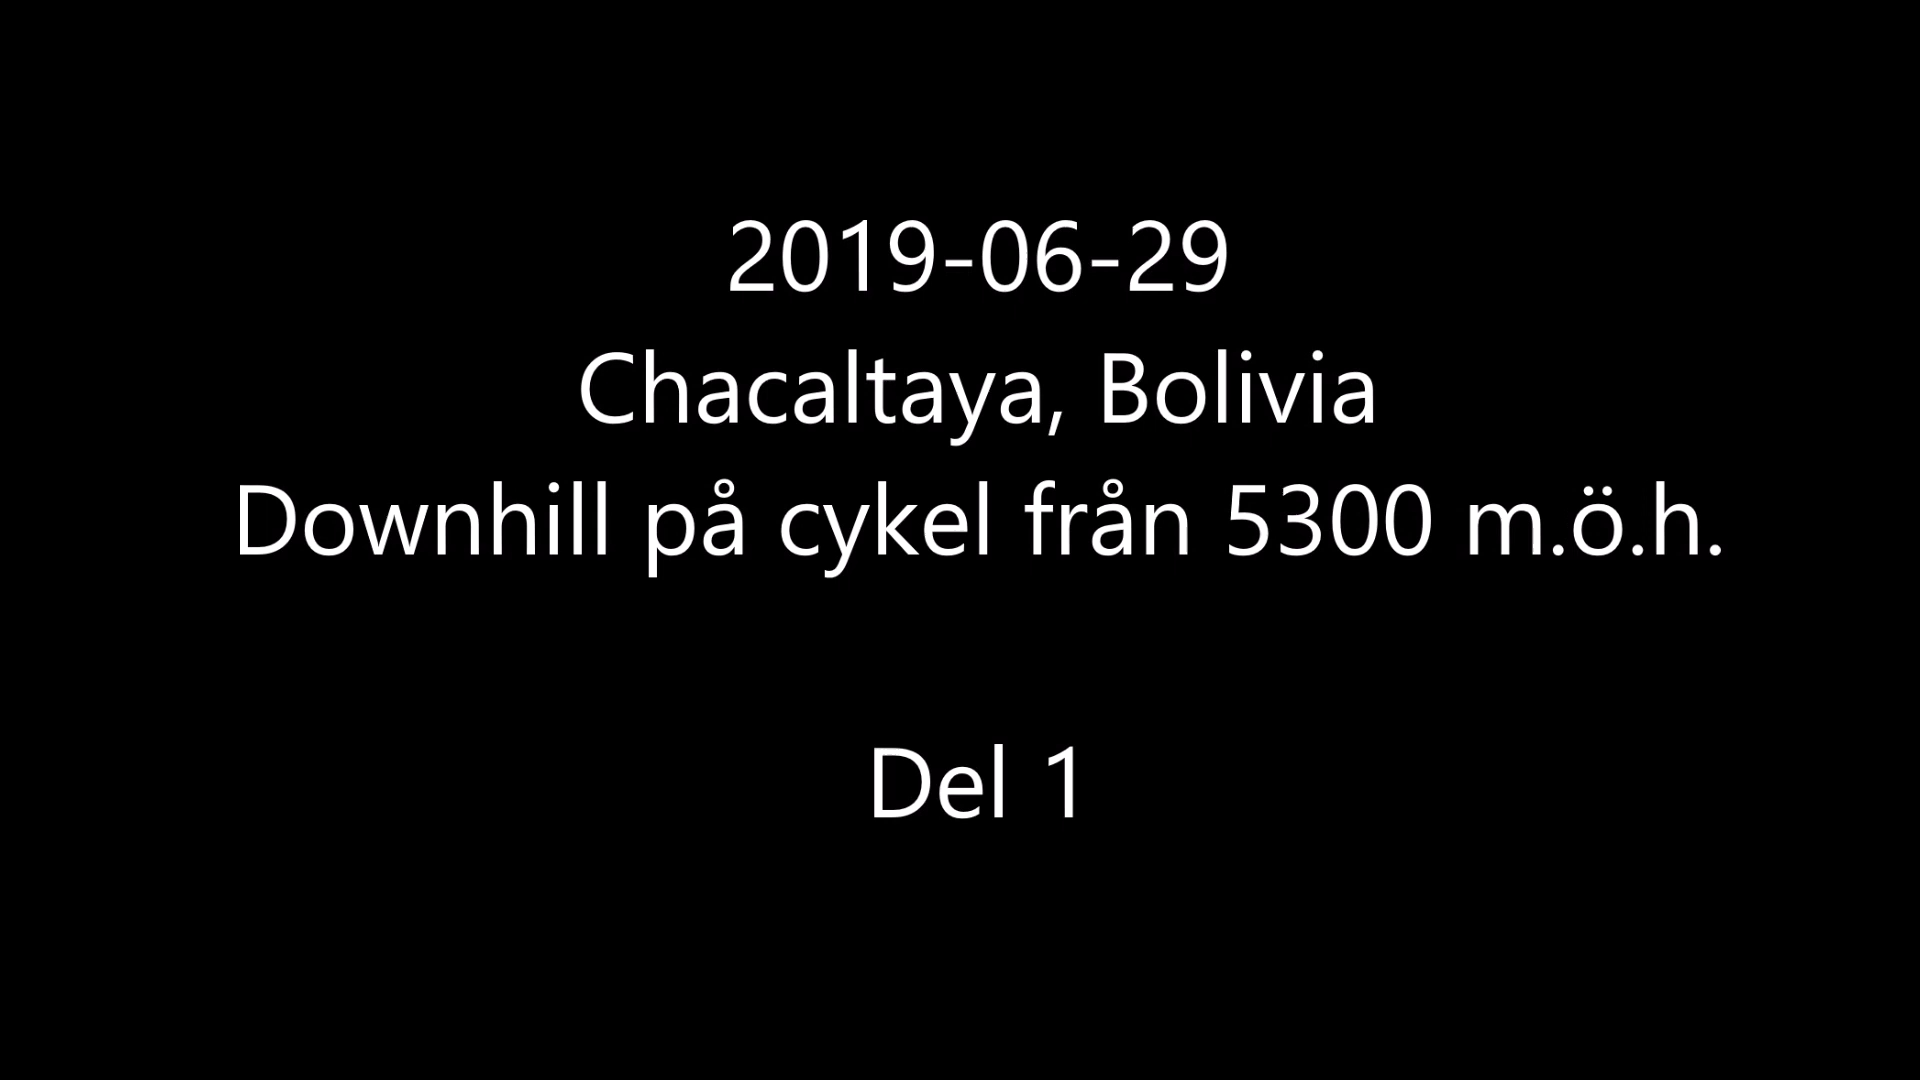 2019-06-29
Chacaltaya, Bolivia
Downhill på cykel från 5300 m.ö.h.
Del 1